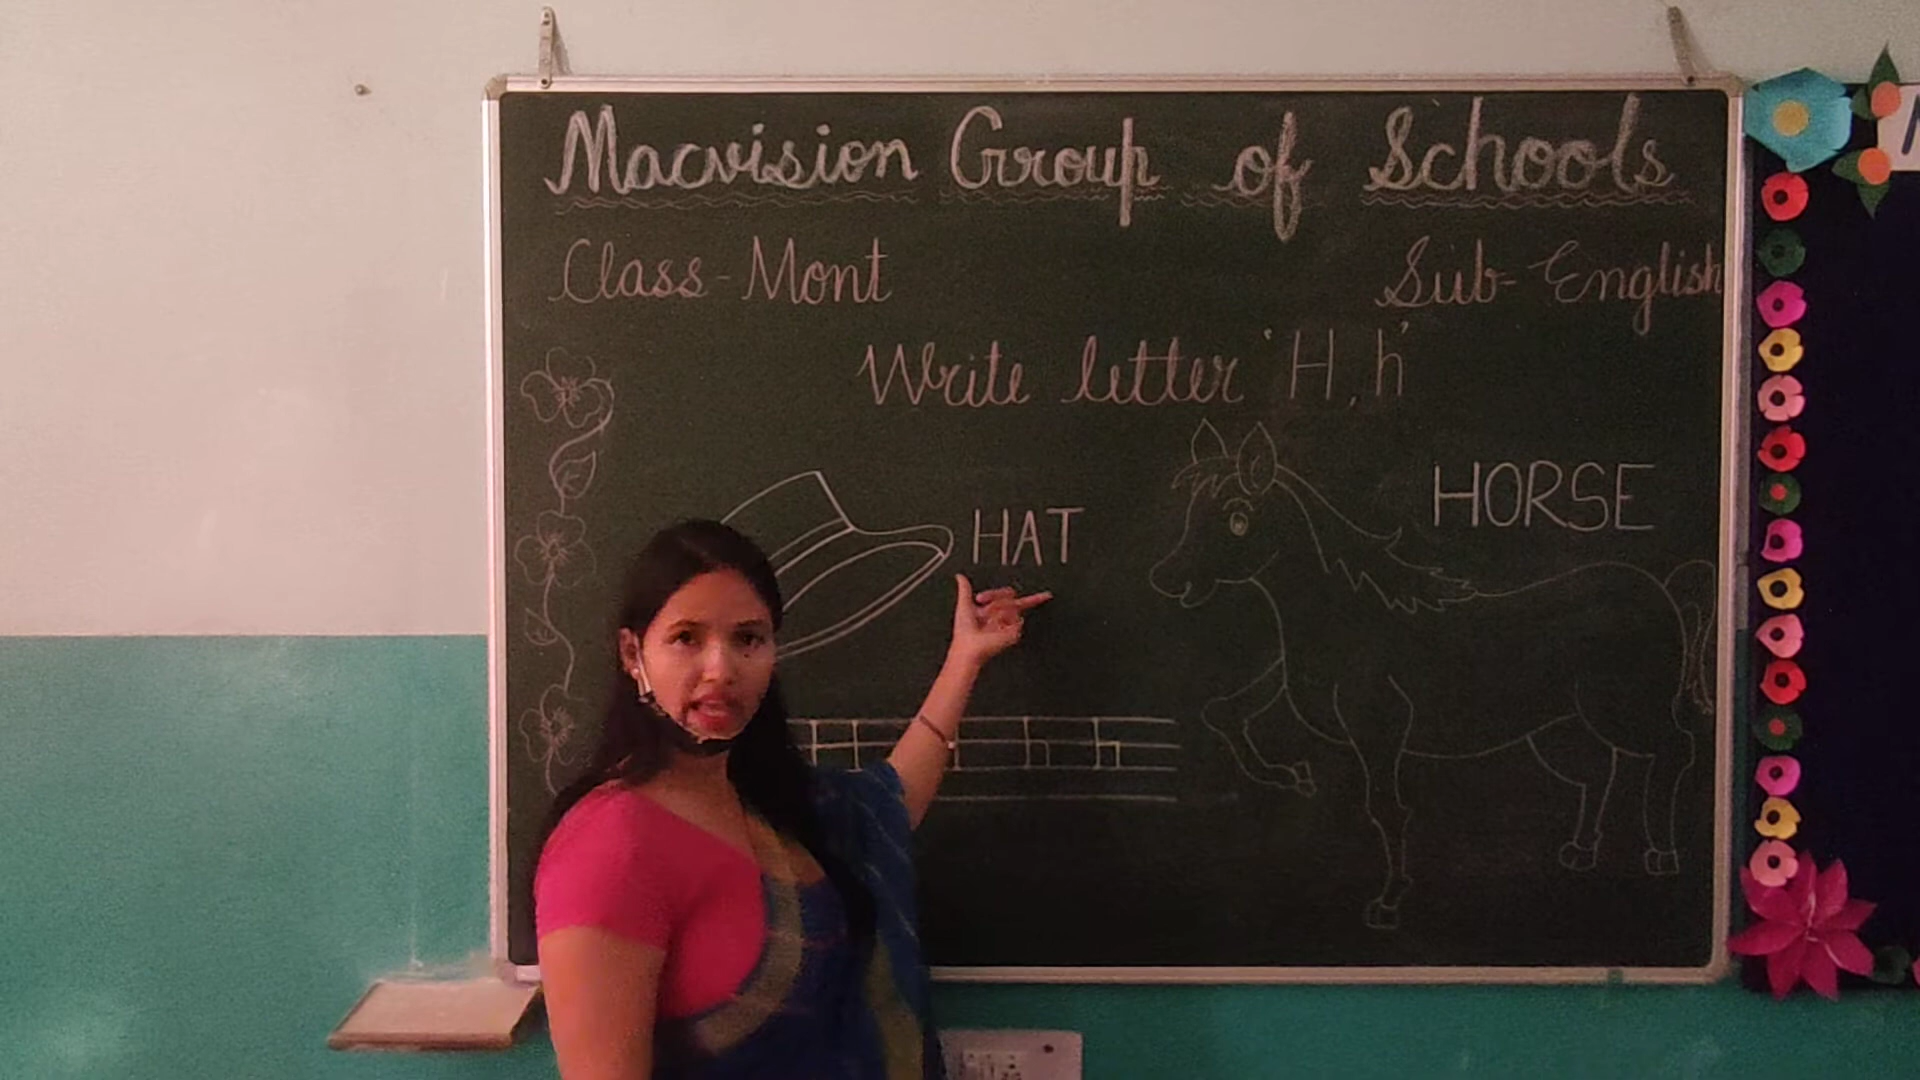 Macvision Group of Schools
Class-Mont
Sub-English
Write letter 'H, h'
HAT
HORSE